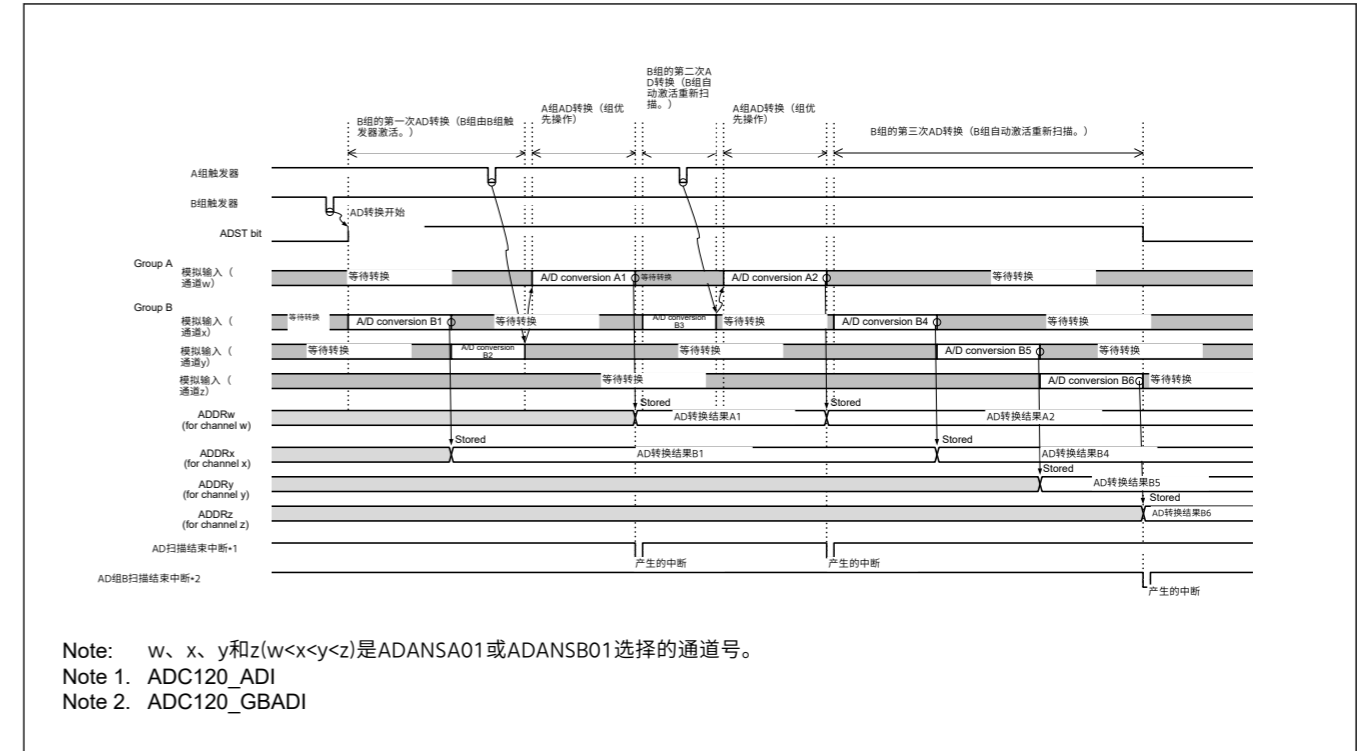 B组的第二次A
D转换（B组自
动激活重新扫
描。）
A组AD转换（组优
先操作）
A组AD转换（组优
先操作）
B组的第一次AD转换（B组由B组触
发器激活。）
B组的第三次AD转换（B组自动激活重新扫描。）
A组触发器
B组触发器
AD转换开始
ADST bit
Group A
模拟输入（
通道w）
等待转换
A/D conversion A1
等待转换
A/D conversion A2
等待转换
Group B
模拟输入（
通道x）
等待转换
A/D conversion B1
等待转换
A/D conversion
B3
等待转换
A/D conversion B4
等待转换
模拟输入（
通道y）
等待转换
A/D conversion
B2
等待转换
A/D conversion B5
等待转换
模拟输入（
通道z）
等待转换
A/D conversion B6
等待转换
ADDRw
(for channel w)
Stored
AD转换结果A1
Stored
AD转换结果A2
ADDRx
(for channel x)
Stored
AD转换结果B1
Stored
AD转换结果B4
ADDRy
(for channel y)
Stored
AD转换结果B5
ADDRz
(for channel z)
Stored
AD转换结果B6
AD扫描结束中断*1
产生的中断
产生的中断
AD组B扫描结束中断*2
产生的中断
Note: w、x、y和z(w<x<y<z)是ADANSA01或ADANSB01选择的通道号。
Note 1. ADC120_ADI
Note 2. ADC120_GBADI